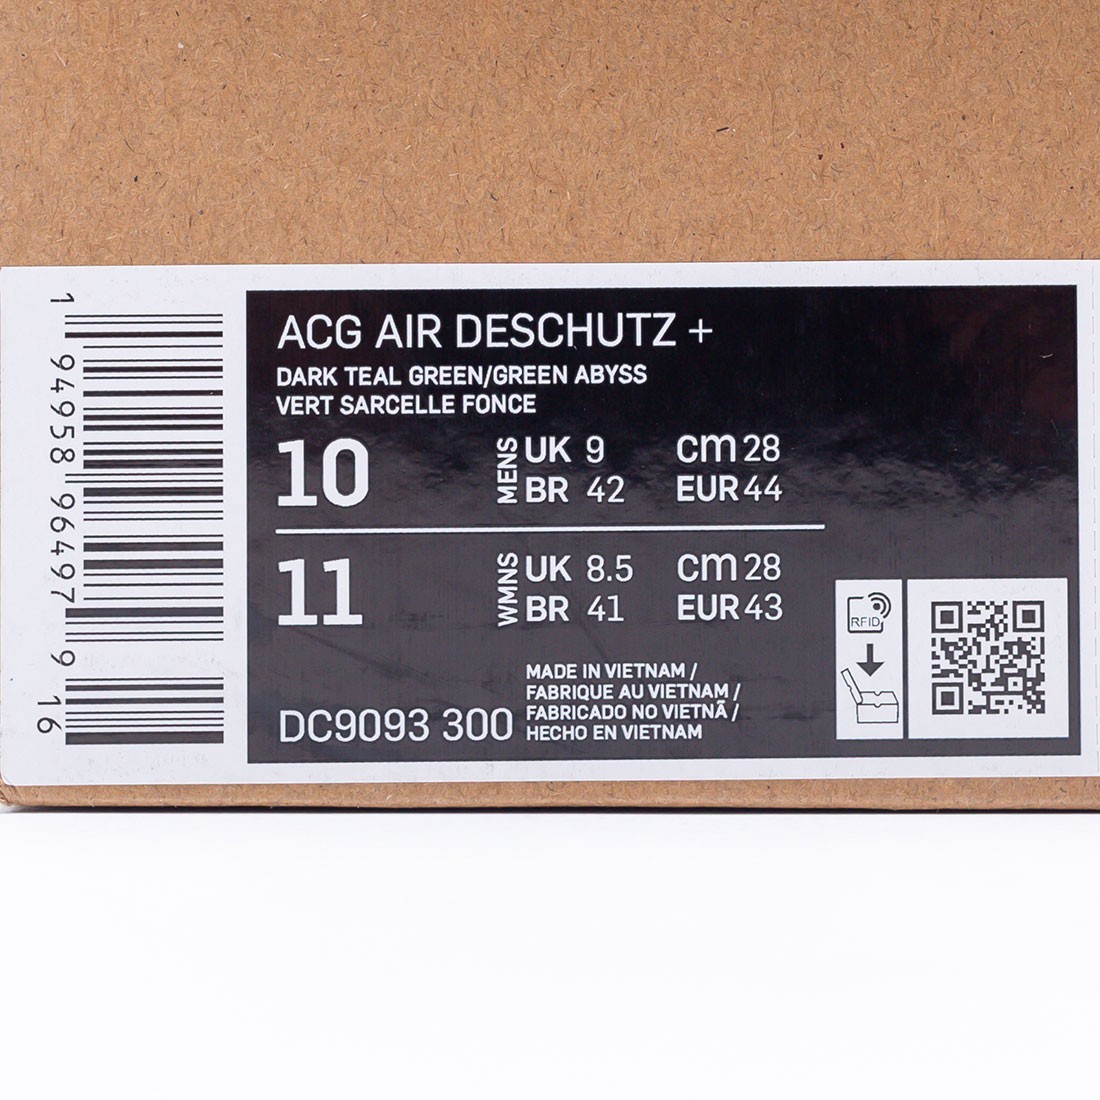 1 94958 96497 9 16
ACG AIR DESCHUTZ +
DARK TEAL GREEN/GREEN ABYSS
VERT SARCELLE FONCE
10 MENS UK 9 cm 28
BR 42 EUR 44
11 WMNS UK 8.5 cm 28
BR 41 EUR 43
RFID
MADE IN VIETNAM /
FABRIQUE AU VIETNAM /
FABRICADO NO VIETNÃ /
HECHO EN VIETNAM
DC9093 300